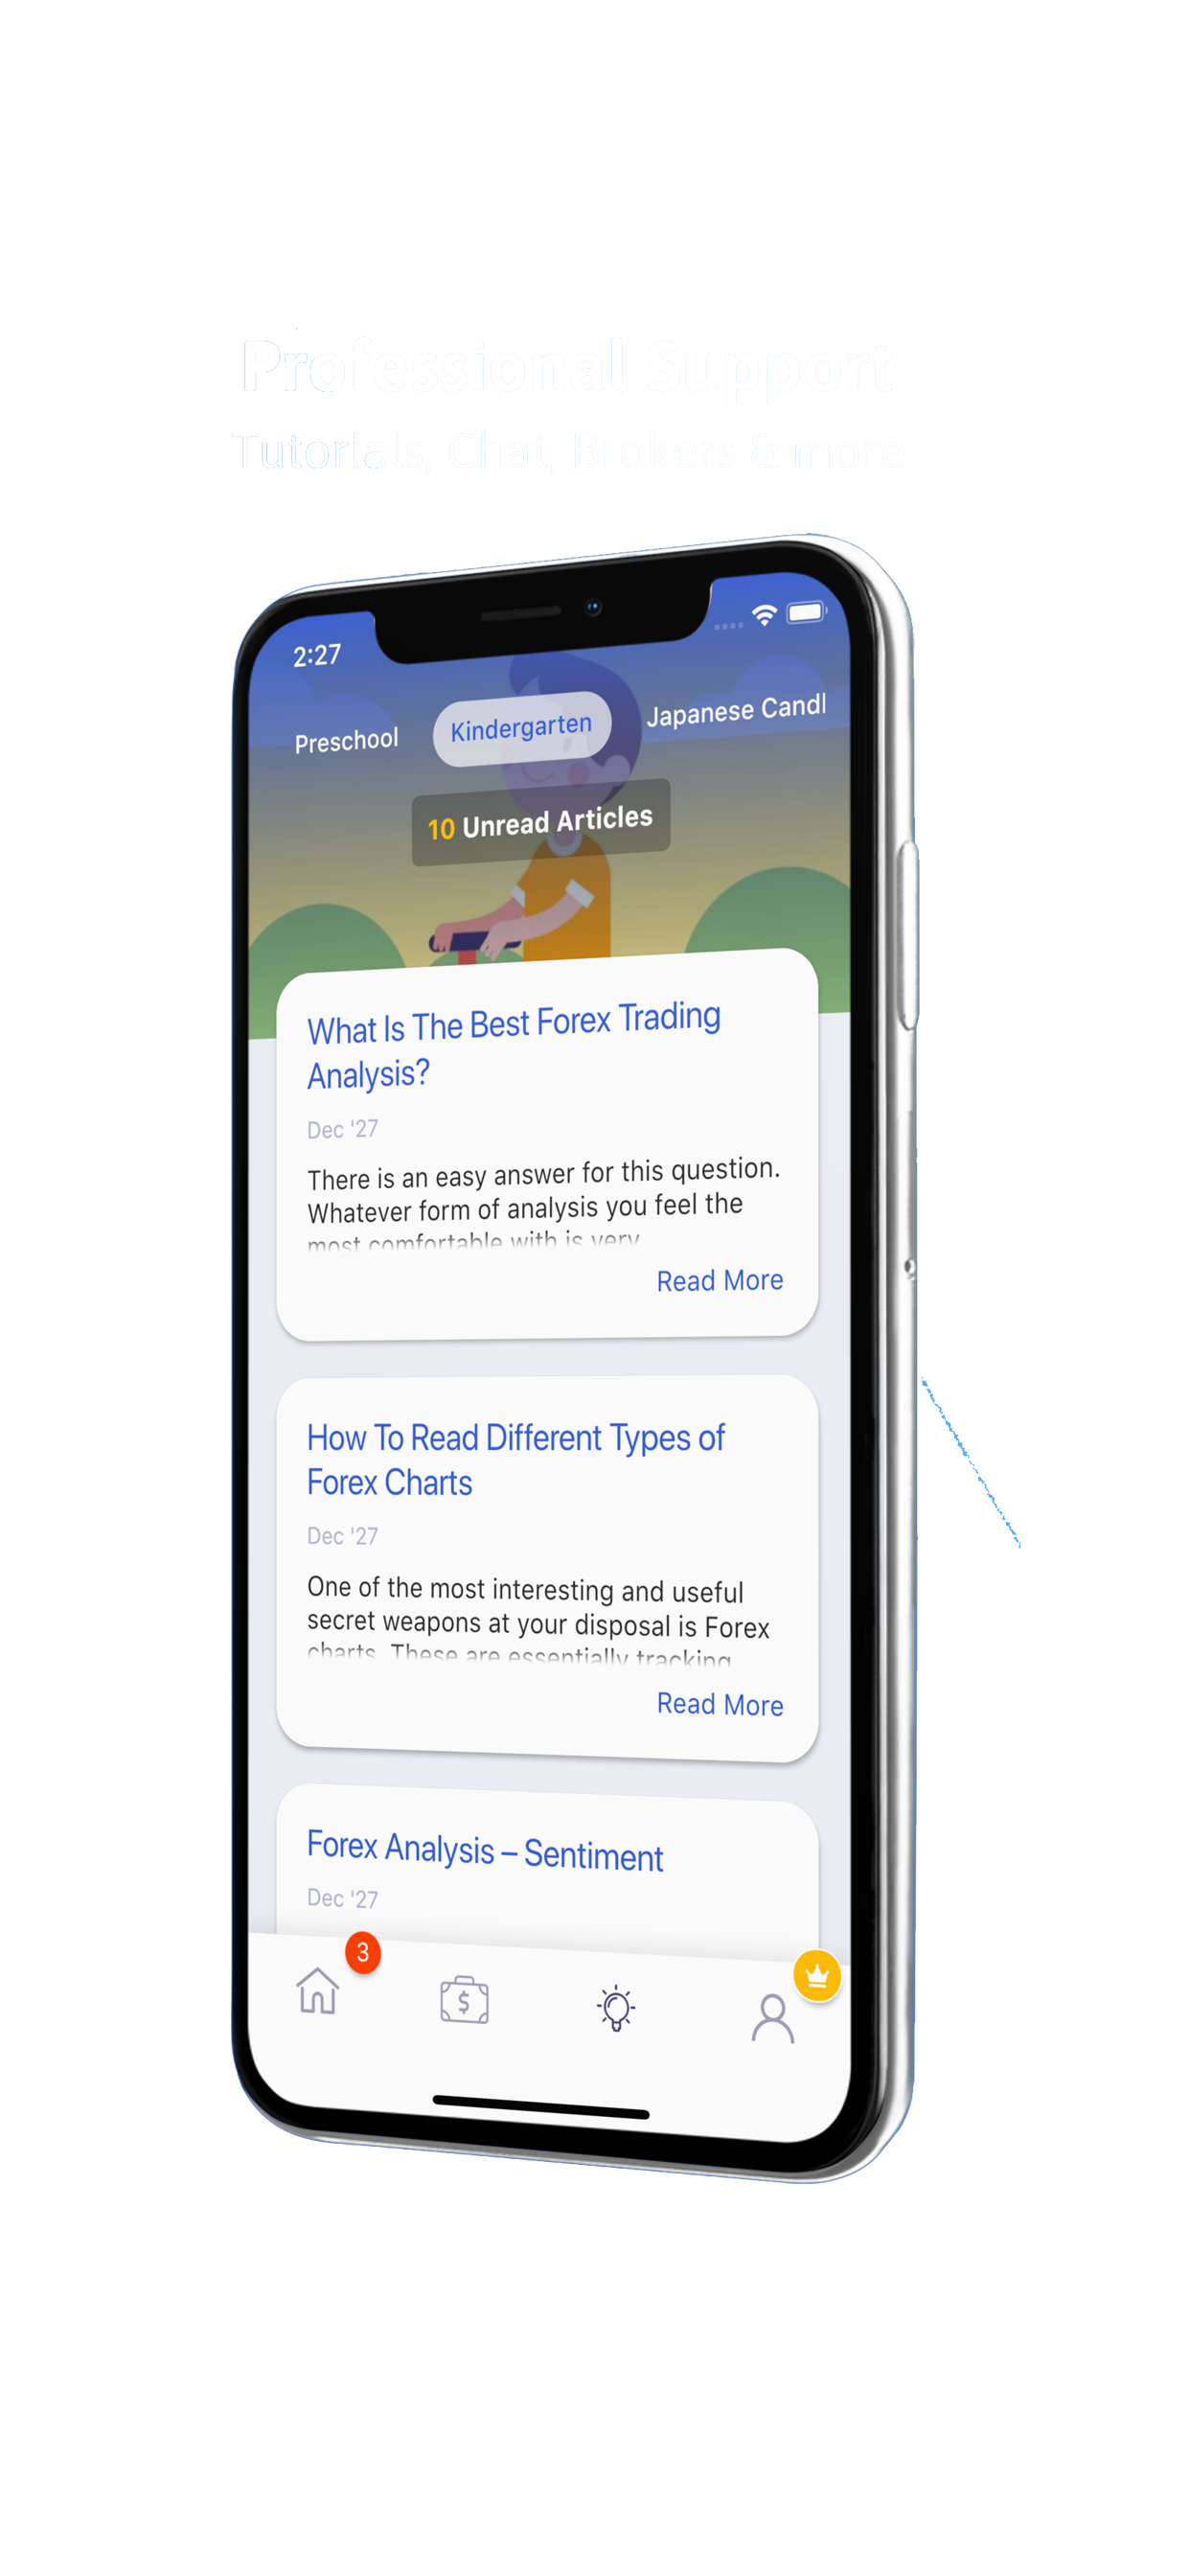 Professional Support
Tutorials, Chat, Brokers & more
2:27
Preschool
Kindergarten
Japanese Candl
10 Unread Articles
What Is The Best Forex Trading
Analysis?
Dec '27
There is an easy answer for this question.
Whatever form of analysis you feel the
most comfortable with is very
Read More
How To Read Different Types of
Forex Charts
Dec '27
One of the most interesting and useful
secret weapons at your disposal is Forex
charts. These are essentially tracking
Read More
Forex Analysis – Sentiment
Dec '27
3
$